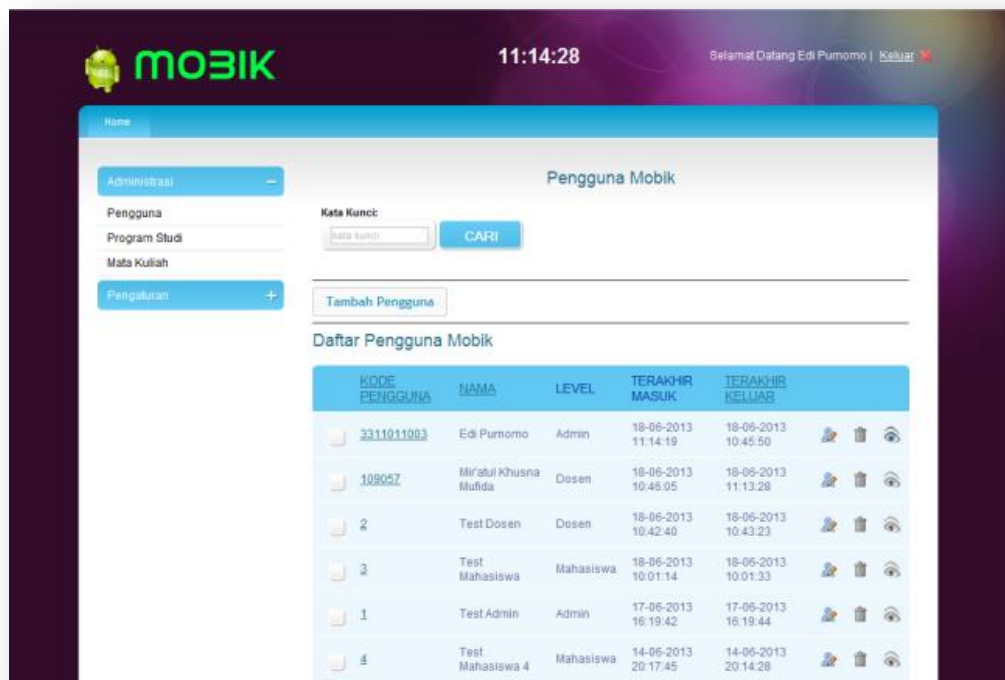 MOBIK
11:14:28
Selamat Datang Edi Purnomo | Keluar
Home
Administrasi
Pengguna
Program Studi
Mata Kuliah
Pengaturan
Pengguna Mobik
Kata Kunci:
kata kunci
CARI
Tambah Pengguna
Daftar Pengguna Mobik
KODE PENGGUNA NAMA LEVEL TERAKHIR MASUK TERAKHIR KELUAR
3311011003 Edi Purnomo Admin 18-06-2013 11:14:19 18-06-2013 10:45:50
109057 Mir'atul Khusna Mufida Dosen 18-06-2013 10:46:05 18-06-2013 11:13:28
2 Test Dosen Dosen 18-06-2013 10:42:40 18-06-2013 10:43:23
3 Test Mahasiswa Mahasiswa 18-06-2013 10:01:14 18-06-2013 10:01:33
1 Test Admin Admin 17-06-2013 16:19:42 17-06-2013 16:19:44
4 Test Mahasiswa 4 Mahasiswa 14-06-2013 20:17:45 14-06-2013 20:14:28